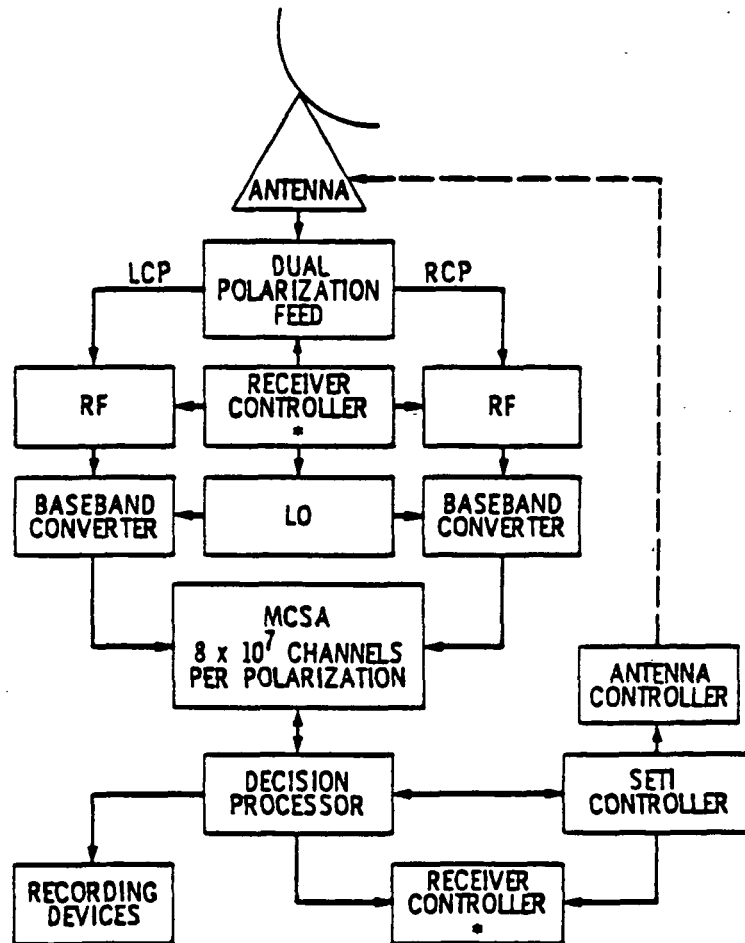 ANTENNA
LCP
DUAL
POLARIZATION
FEED
RCP
RF
RECEIVER
CONTROLLER
*
RF
BASEBAND
CONVERTER
LO
BASEBAND
CONVERTER
MCSA
8 x 10⁷ CHANNELS
PER POLARIZATION
ANTENNA
CONTROLLER
DECISION
PROCESSOR
SETI
CONTROLLER
RECORDING
DEVICES
RECEIVER
CONTROLLER
*